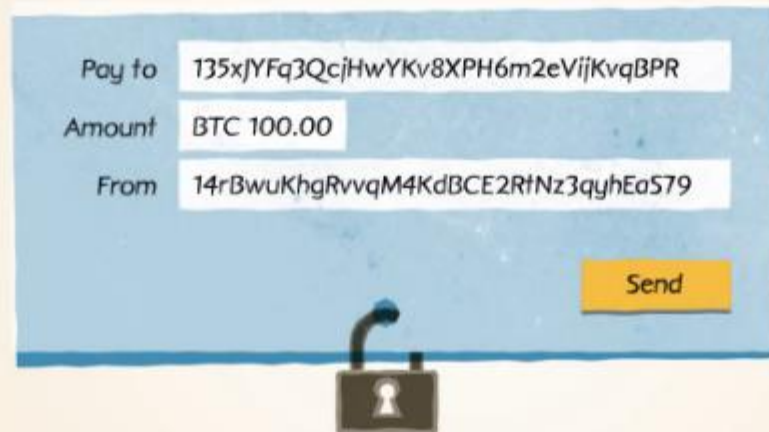 Pay to 135xJYFq3QcjHwYKv8XPH6m2eVijKvqBPR
Amount BTC 100.00
From 14rBwuKhgRvvqM4KdBCE2RtNz3qyhEaS79
Send